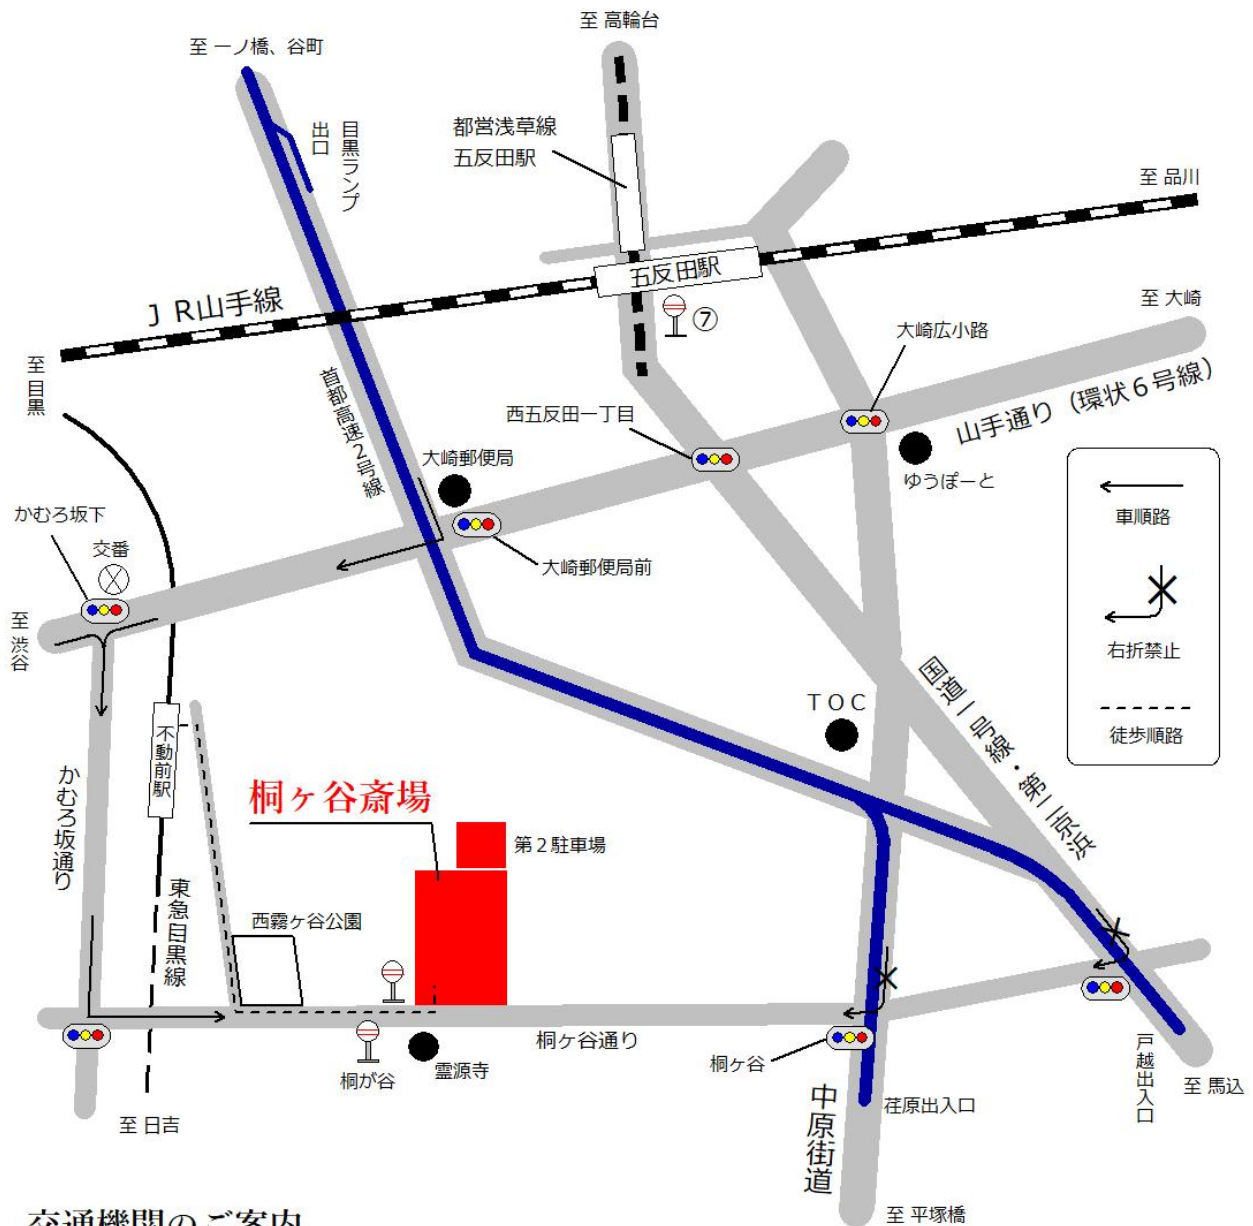 至 高輪台
至 一ノ橋、谷町
目黒ランプ
出口
都営浅草線
五反田駅
至 品川
五反田駅
⑦
ＪＲ山手線
至 大崎
至 目黒
大崎広小路
山手通り（環状６号線）
首都高速２号線
西五反田一丁目
大崎郵便局
ゆうぽーと
車順路
かむろ坂下
交番
大崎郵便局前
右折禁止
至 渋谷
ＴＯＣ
国道一号線・第二京浜
徒歩順路
不動前駅
かむろ坂通り
桐ヶ谷斎場
第２駐車場
東急目黒線
西霧ヶ谷公園
桐ヶ谷通り
桐ヶ谷
霊源寺
桐が谷
戸越出入口
至 馬込
至 日吉
中原街道
荏原出入口
至 平塚橋
交通機関のご案内